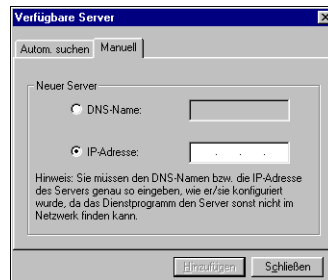 Verfügbare Server
Autom. suchen Manuell
Neuer Server
DNS-Name:
IP-Adresse:
Hinweis: Sie müssen den DNS-Namen bzw. die IP-Adresse
des Servers genau so eingeben, wie er/sie konfiguriert
wurde, da das Dienstprogramm den Server sonst nicht im
Netzwerk finden kann.
Hinzufügen Schließen